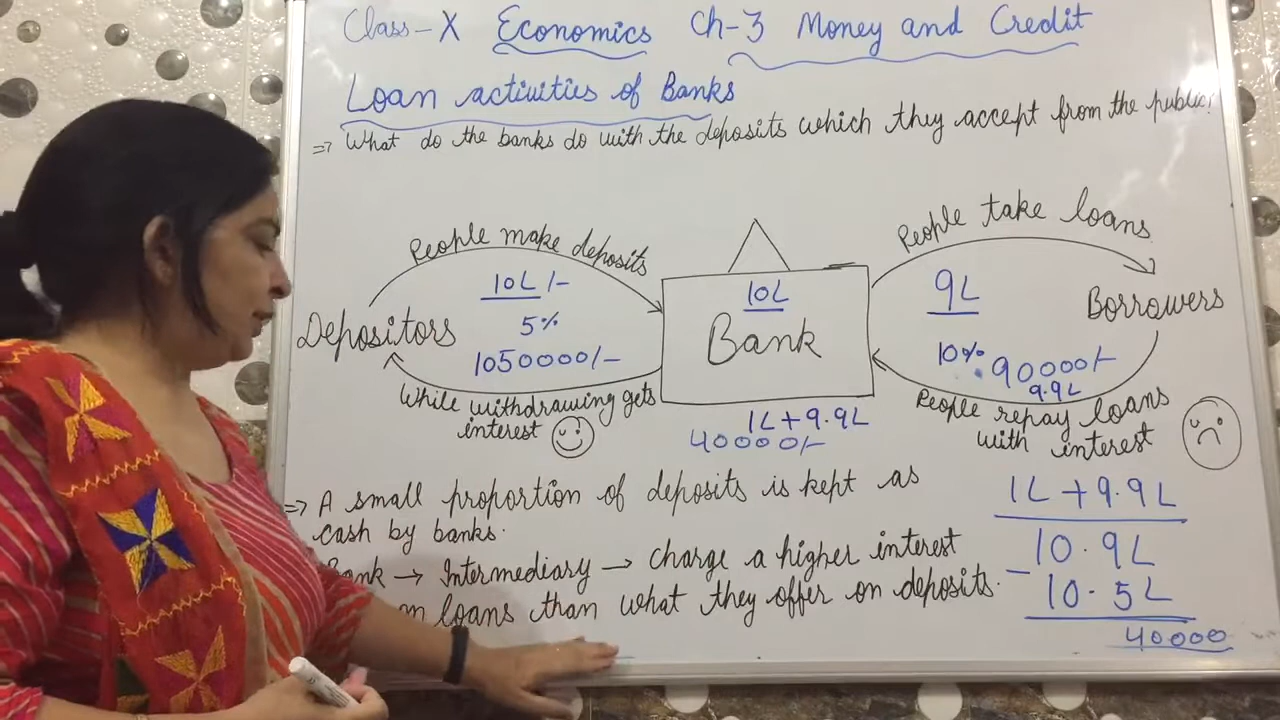 Class-X Economics Ch-3 Money and Credit
Loan activities of Banks
=> What do the banks do with the deposits which they accept from the public?
People make deposits
10L/-
5%
1050000/-
Depositors
While withdrawing gets
interest
10L
Bank
1L+9.9L
40000/-
People take loans
9L
Borrowers
10% 90000/-
9.9L
People repay loans
with interest
=> A small proportion of deposits is kept as
cash by banks.
Bank → Intermediary → charge a higher interest
on loans than what they offer on deposits.
1L+9.9L
10.9L
- 10.5L
40000